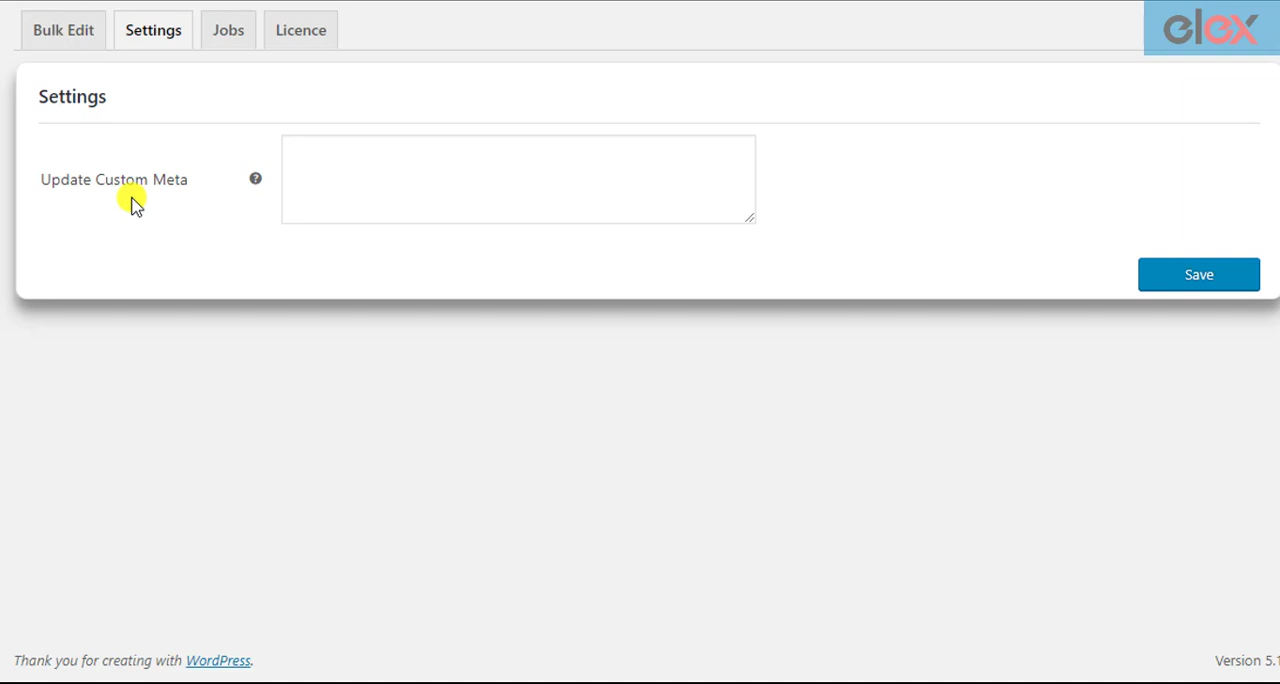 Bulk Edit Settings Jobs Licence
elex
Settings
Update Custom Meta
Save
Thank you for creating with WordPress.
Version 5.1